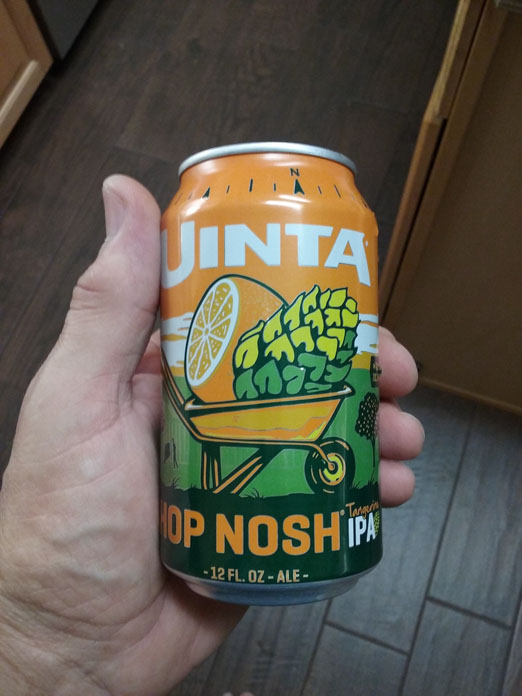 N
UINTA
HOP NOSH®
Tangerine
IPA
- 12 FL. OZ - ALE -